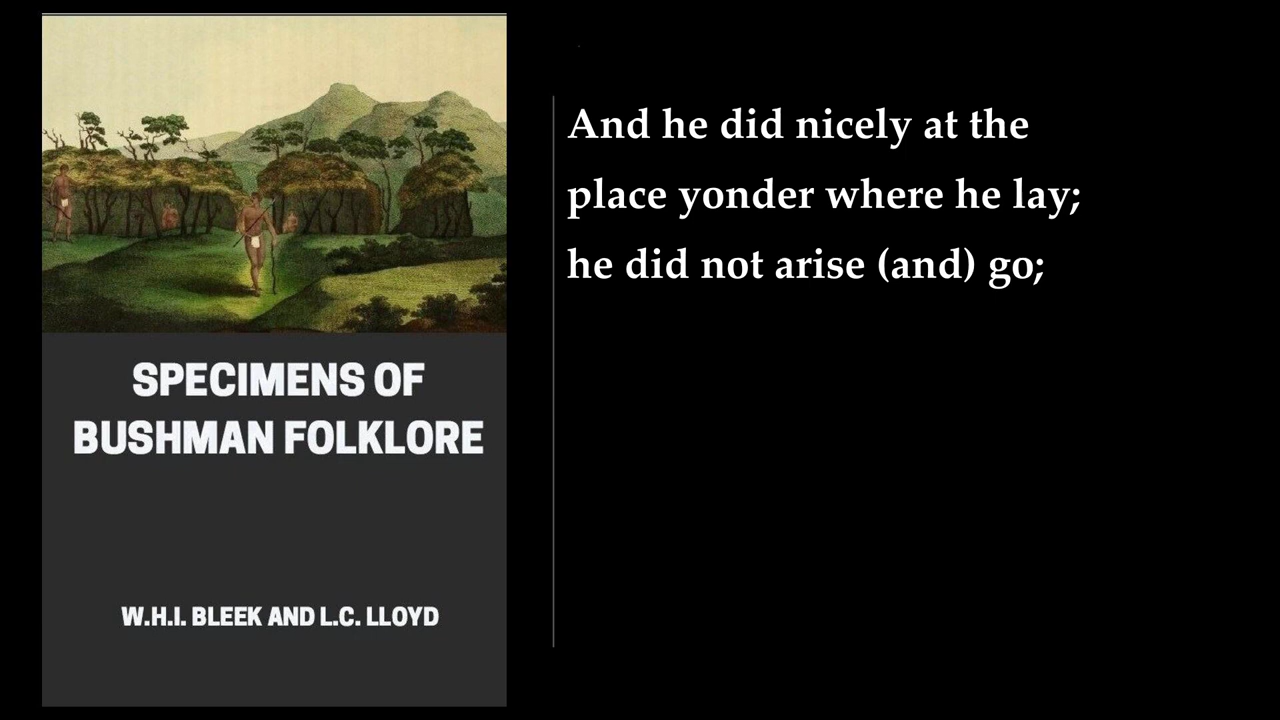 SPECIMENS OF
BUSHMAN FOLKLORE
W.H.I. BLEEK AND L.C. LLOYD
And he did nicely at the
place yonder where he lay;
he did not arise (and) go;